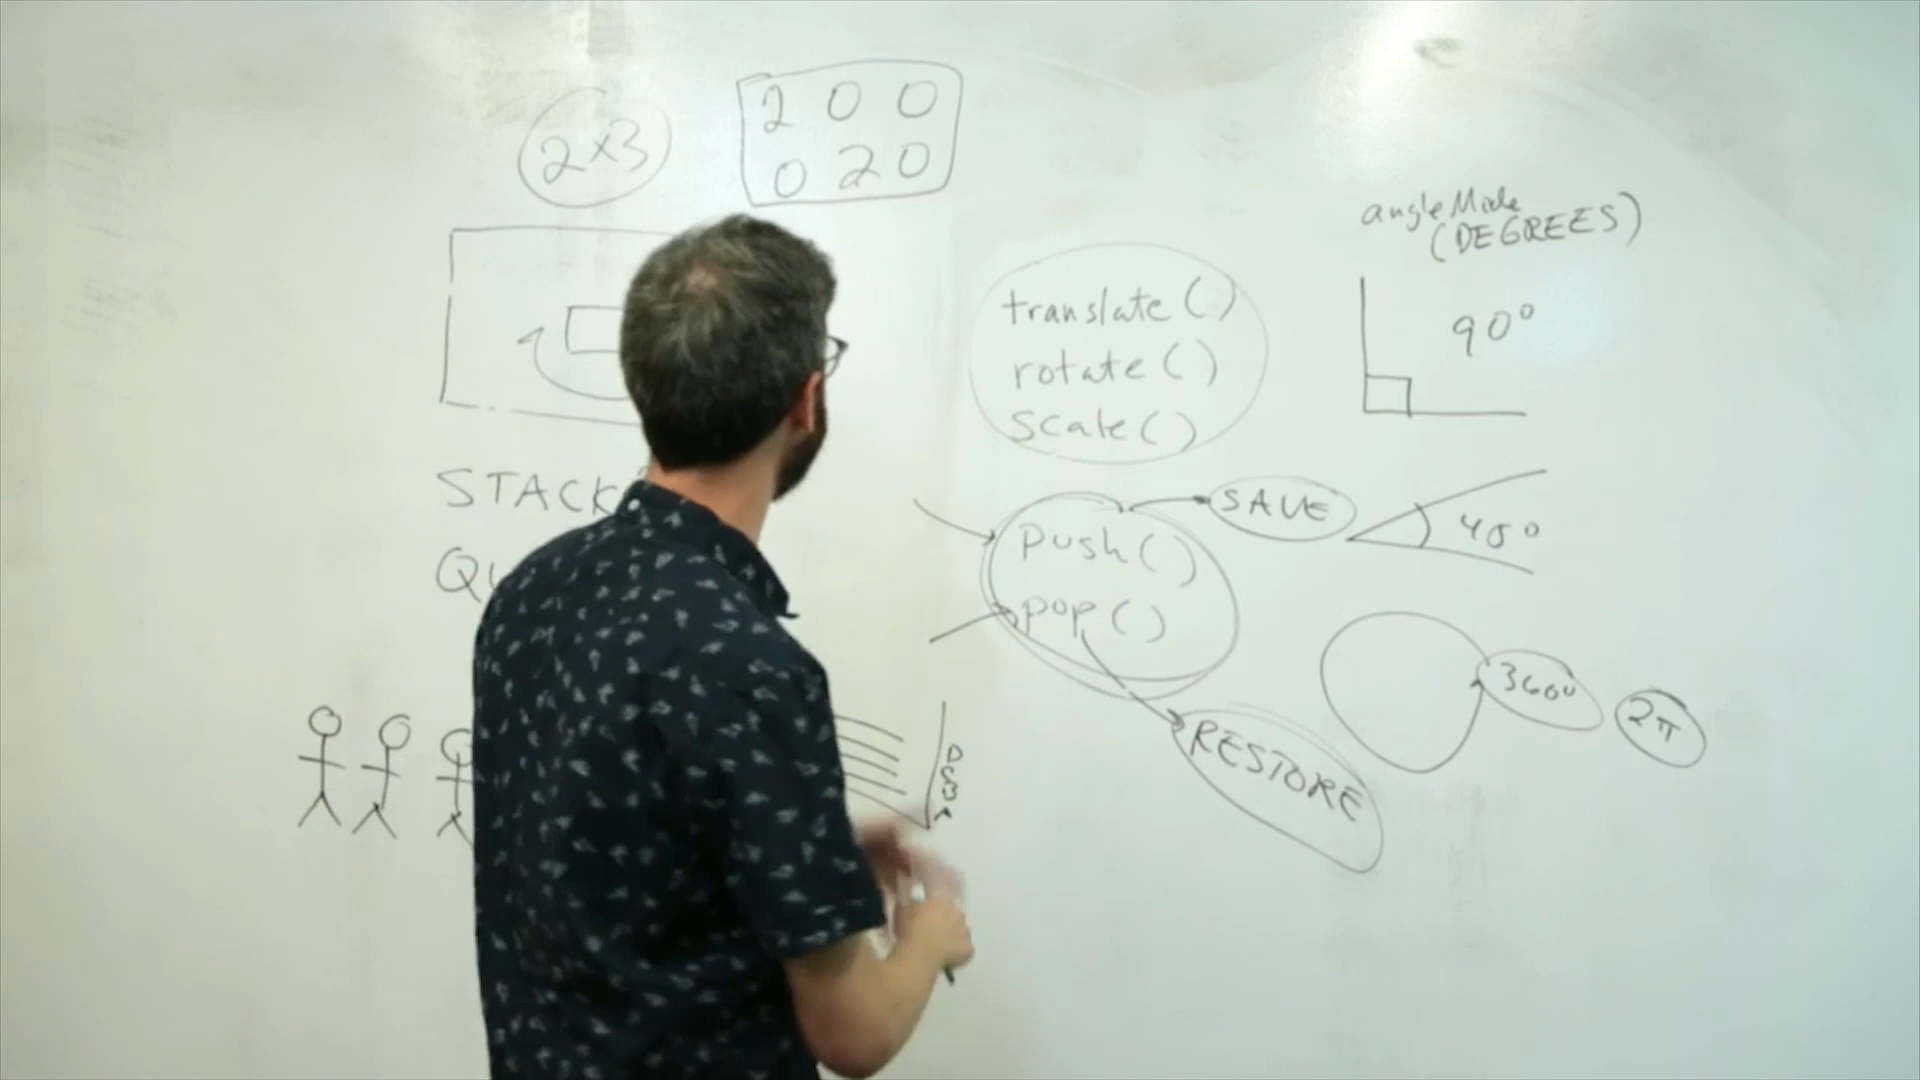 2x3
2 0 0
0 2 0
angleMode
(DEGREES)
translate()
rotate()
scale()
90°
STACK
push()
SAVE
45°
pop()
360°
2π
RESTORE